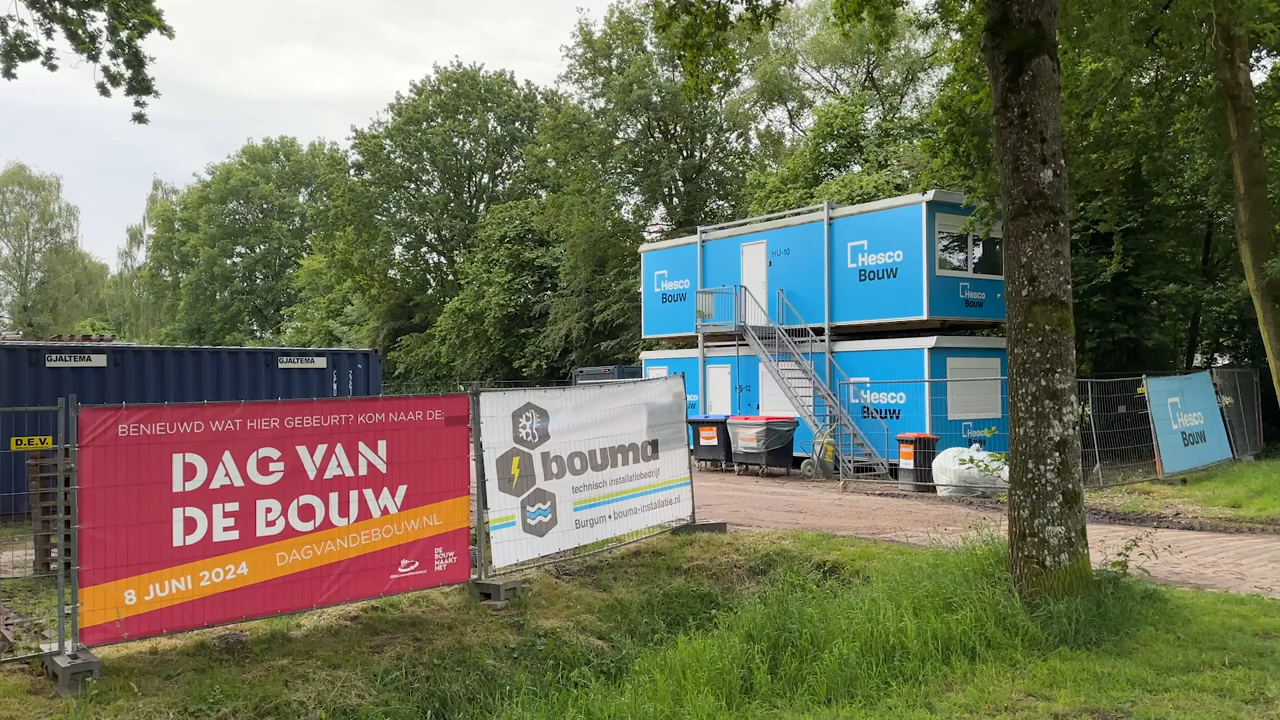 GJALTEMA
GJALTEMA
D.E.V.
BENIEUWD WAT HIER GEBEURT? KOM NAAR DE:
DAG VAN
DE BOUW
DAGVANDEBOUW.NL
8 JUNI 2024
DE
BOUW
MAAKT
HET
bouma
technisch installatiebedrijf
Burgum • bouma-installatie.nl
Hesco
Bouw
HU-10
Hesco
Bouw
Hesco
Bouw
HS-12
Hesco
Bouw
Hesco
Bouw